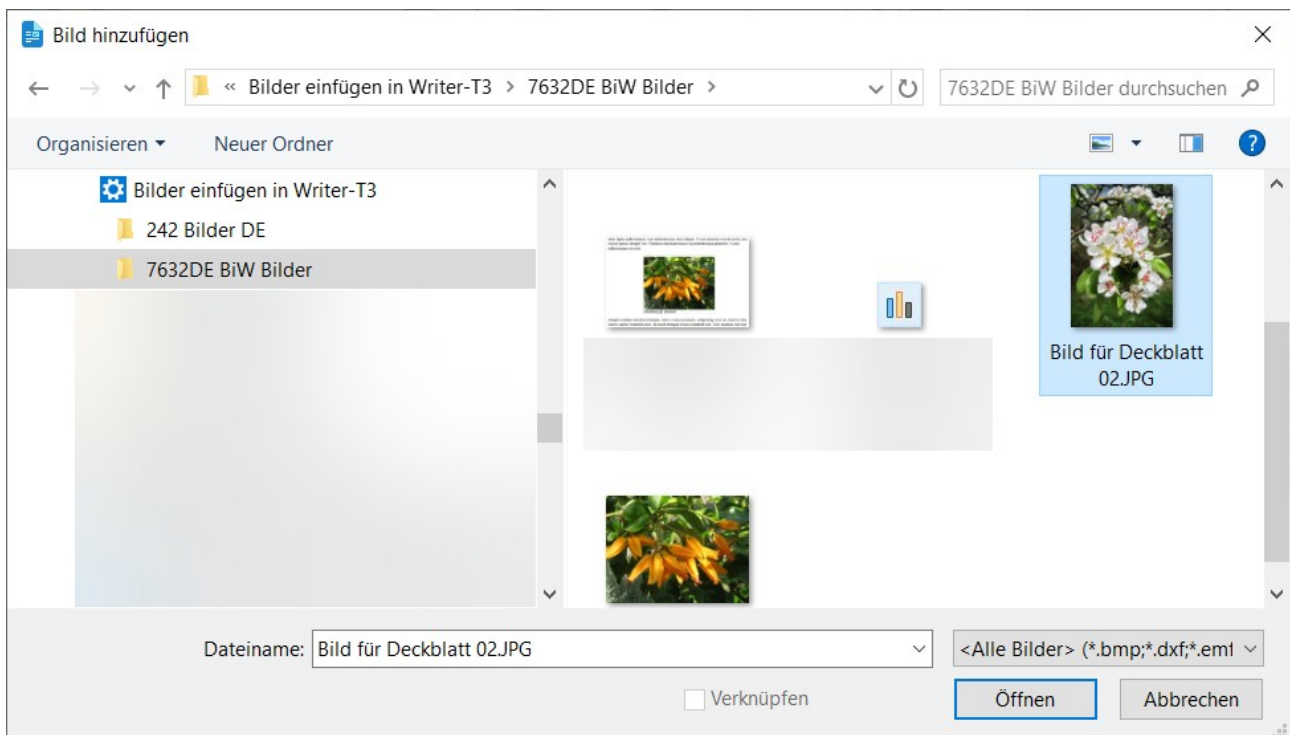 Bild hinzufügen
« Bilder einfügen in Writer-T3 > 7632DE BiW Bilder >
7632DE BiW Bilder durchsuchen
Organisieren
Neuer Ordner
Bilder einfügen in Writer-T3
242 Bilder DE
7632DE BiW Bilder
Bild für Deckblatt
02.JPG
Dateiname: Bild für Deckblatt 02.JPG
<Alle Bilder> (*.bmp;*.dxf;*.emf
Verknüpfen
Öffnen
Abbrechen